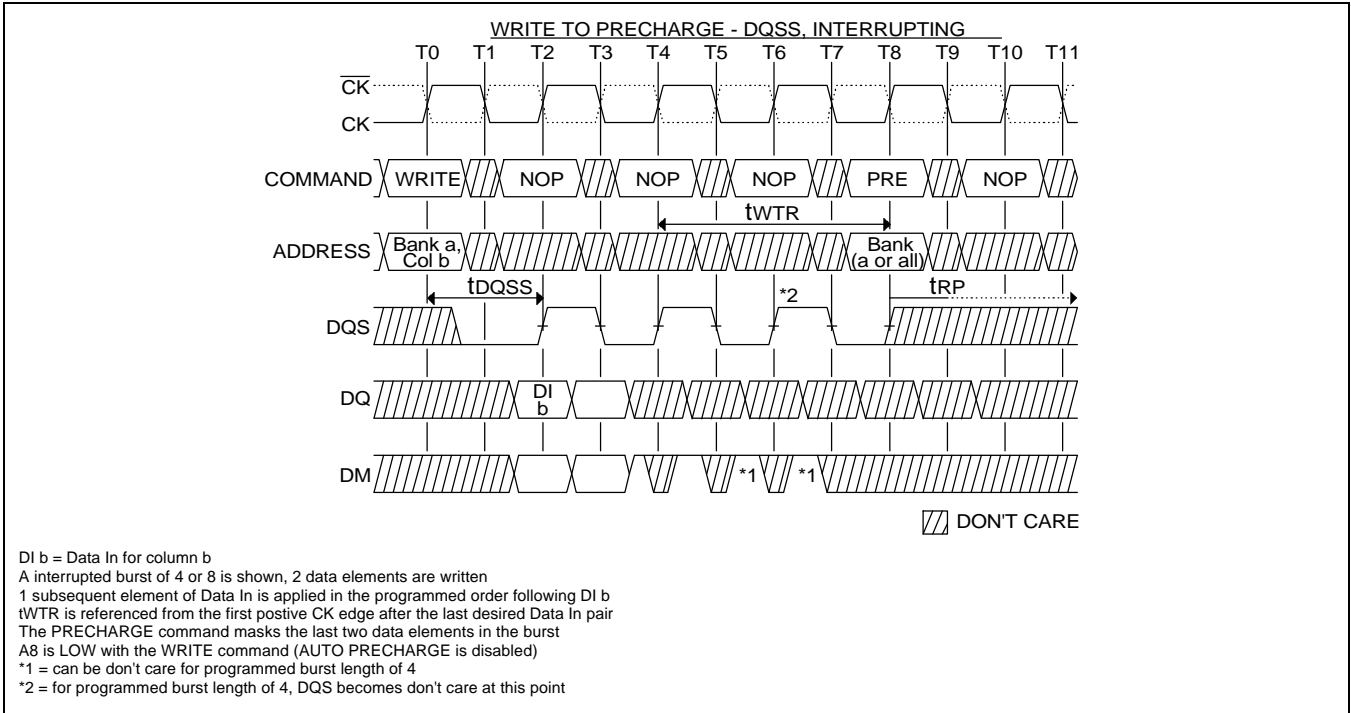 WRITE TO PRECHARGE - DQSS, INTERRUPTING
T0 T1 T2 T3 T4 T5 T6 T7 T8 T9 T10 T11
CK
CK
COMMAND WRITE NOP NOP NOP PRE NOP
tWTR
ADDRESS Bank a, Col b Bank (a or all)
tDQSS *2 tRP
DQS
DQ DI b
DM *1 *1
DON'T CARE
DI b = Data In for column b
A interrupted burst of 4 or 8 is shown, 2 data elements are written
1 subsequent element of Data In is applied in the programmed order following DI b
tWTR is referenced from the first postive CK edge after the last desired Data In pair
The PRECHARGE command masks the last two data elements in the burst
A8 is LOW with the WRITE command (AUTO PRECHARGE is disabled)
*1 = can be don't care for programmed burst length of 4
*2 = for programmed burst length of 4, DQS becomes don't care at this point